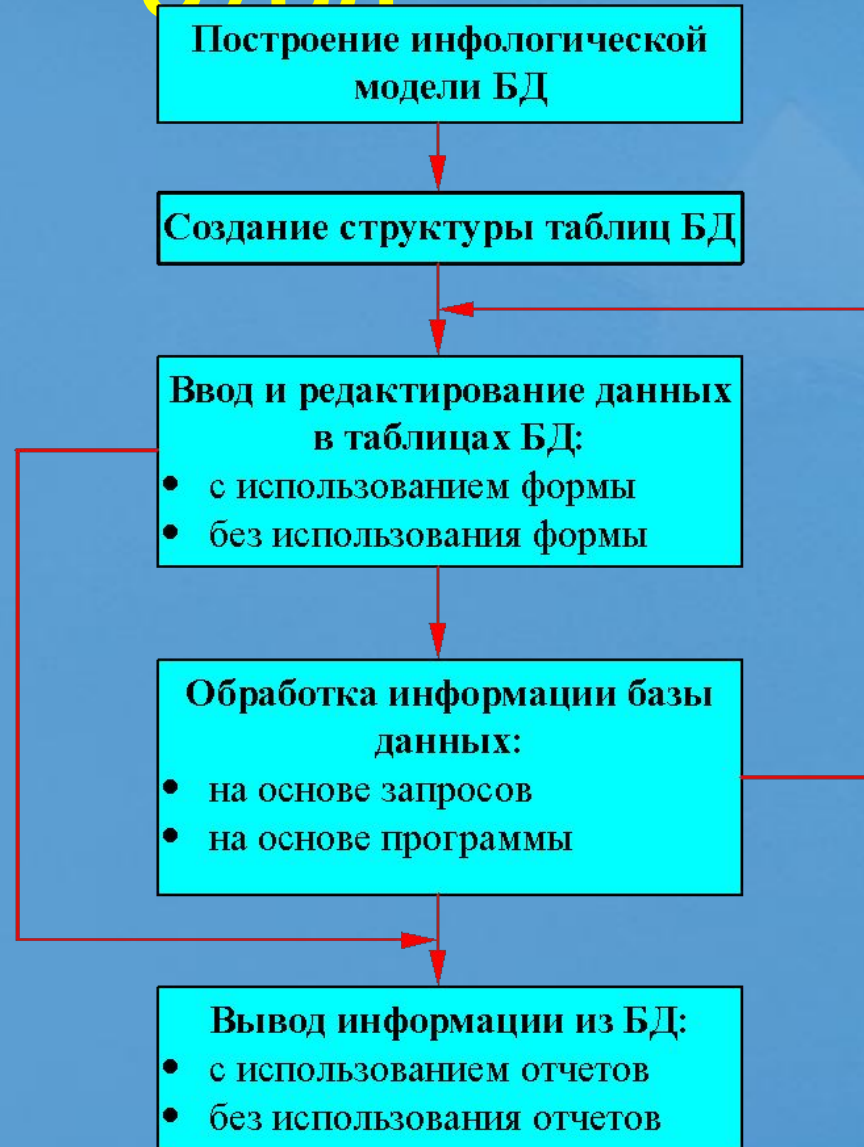 Построение инфологической
модели БД
Создание структуры таблиц БД
Ввод и редактирование данных
в таблицах БД:
• с использованием формы
• без использования формы
Обработка информации базы
данных:
• на основе запросов
• на основе программы
Вывод информации из БД:
• с использованием отчетов
• без использования отчетов